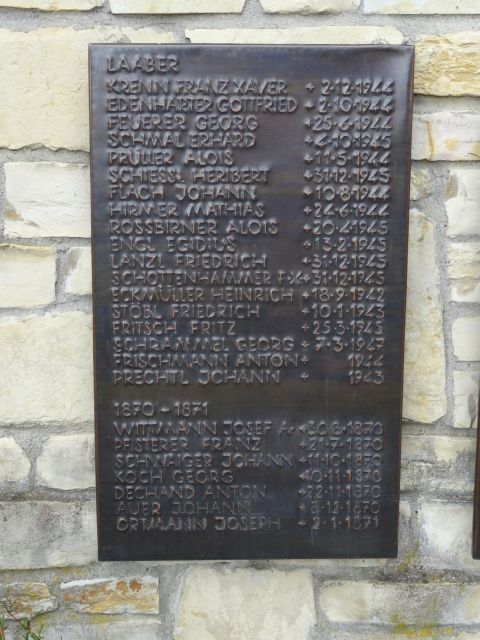 LAABER
KRENN FRANZ XAVER + 2·12·1944
EDENHARTER GOTTFRIED + 2·10·1944
FEUERER GEORG +25·6·1944
SCHMAL ERHARD +4·10·1945
PRÜLLER ALOIS +11·5·1944
SCHIESSL HERIBERT +31·12·1945
FLACH JOHANN +10·8·1944
HIRMER MATHIAS +24·6·1944
ROSSBIRNER ALOIS +20·4·1945
ENGL EGIDIUS +13·2·1945
LANZL FRIEDRICH +31·12·1945
SCHOTTENHAMMER F·X+31·12·1945
ECKMÜLLER HEINRICH +18·9·1942
STÖBL FRIEDRICH +10·1·1943
FRITSCH FRITZ +25·3·1945
SCHRAMMEL GEORG +7·3·1947
FRISCHMANN ANTON + 1944
PRECHTL JOHANN + 1943
1870 - 1871
WITTMANN JOSEF A·+30·8·1870
PFISTERER FRANZ +21·7·1870
SCHWAIGER JOHANN +11·10·1870
KOCH GEORG +10·11·1870
DECHAND ANTON +22·11·1870
AUER JOHANN +3·12·1870
ORTMANN JOSEPH +2·1·1871